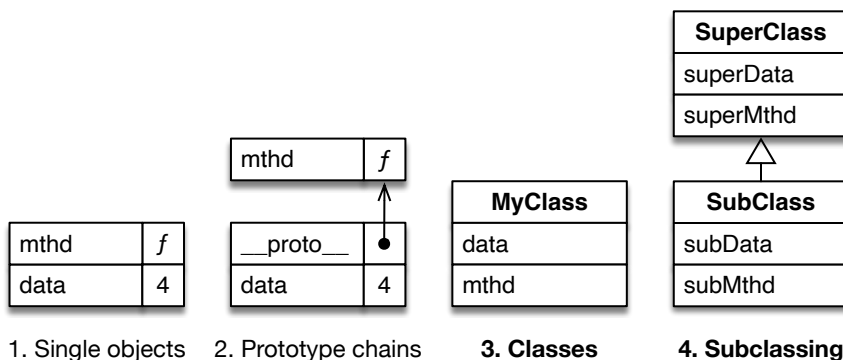 mthd f
data 4
1. Single objects
mthd f
__proto__
data 4
2. Prototype chains
MyClass
data
mthd
3. Classes
SuperClass
superData
superMthd
SubClass
subData
subMthd
4. Subclassing